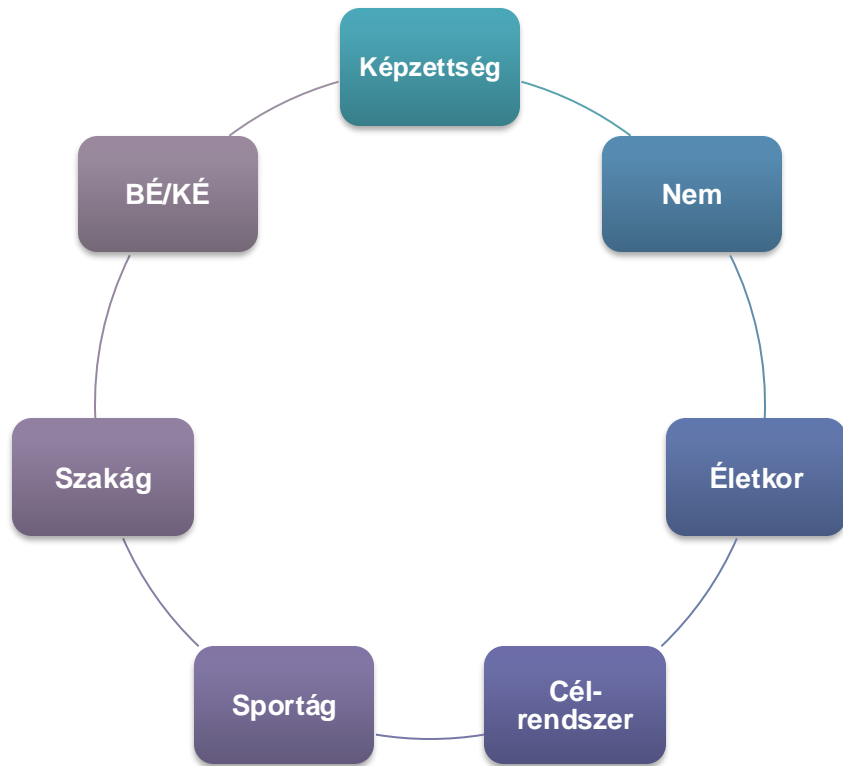 Képzettség
Nem
Életkor
Cél-
rendszer
Sportág
Szakág
BÉ/KÉ